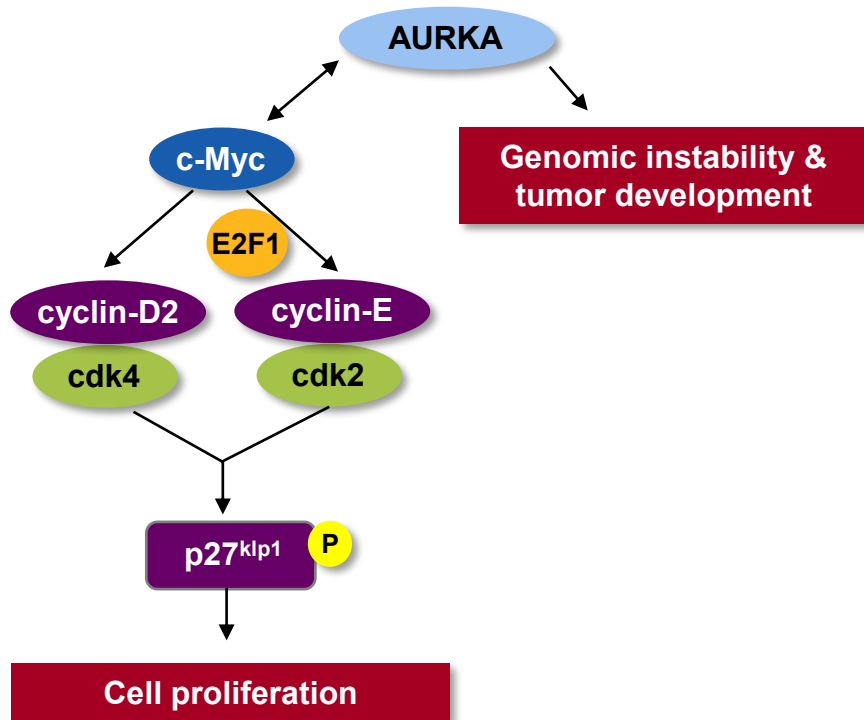 AURKA
c-Myc
Genomic instability &
tumor development
E2F1
cyclin-D2
cyclin-E
cdk4
cdk2
p27klp1
P
Cell proliferation